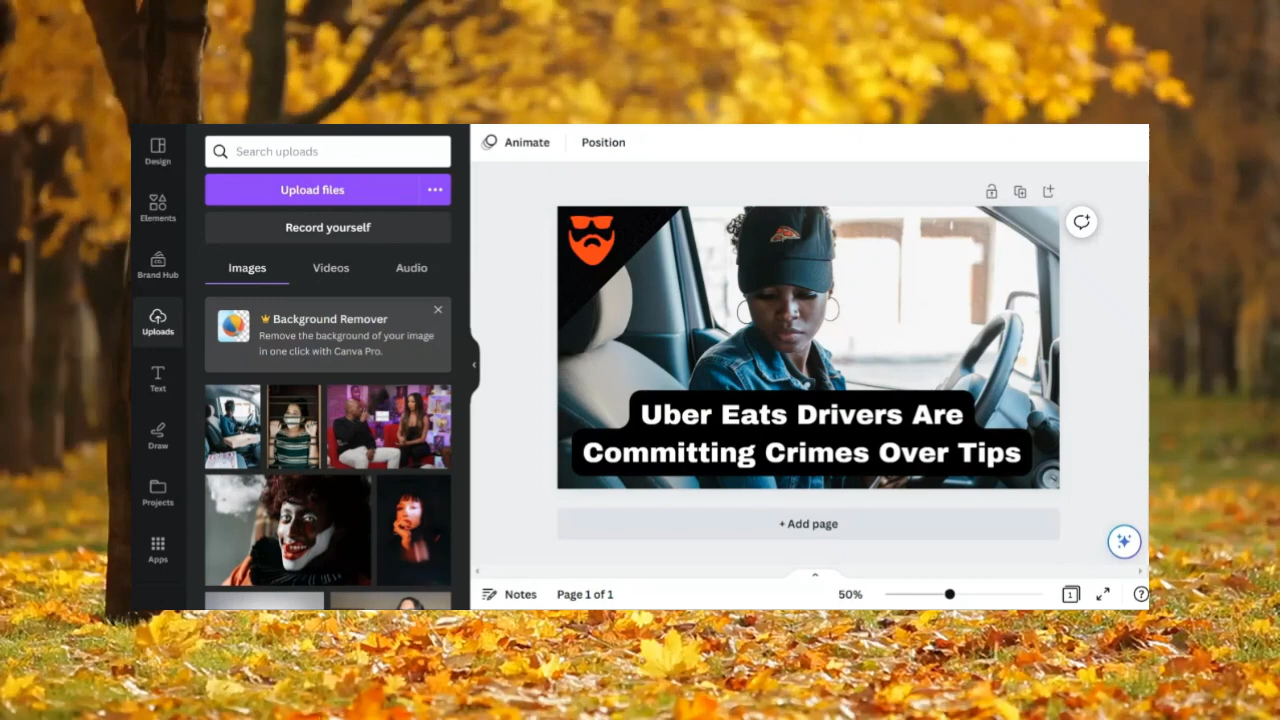 Design
Elements
Brand Hub
Uploads
Text
Draw
Projects
Apps
Search uploads
Upload files
Record yourself
Images Videos Audio
Background Remover
Remove the background of your image
in one click with Canva Pro.
Animate Position
Uber Eats Drivers Are
Committing Crimes Over Tips
+ Add page
Notes Page 1 of 1 50% 1 ?